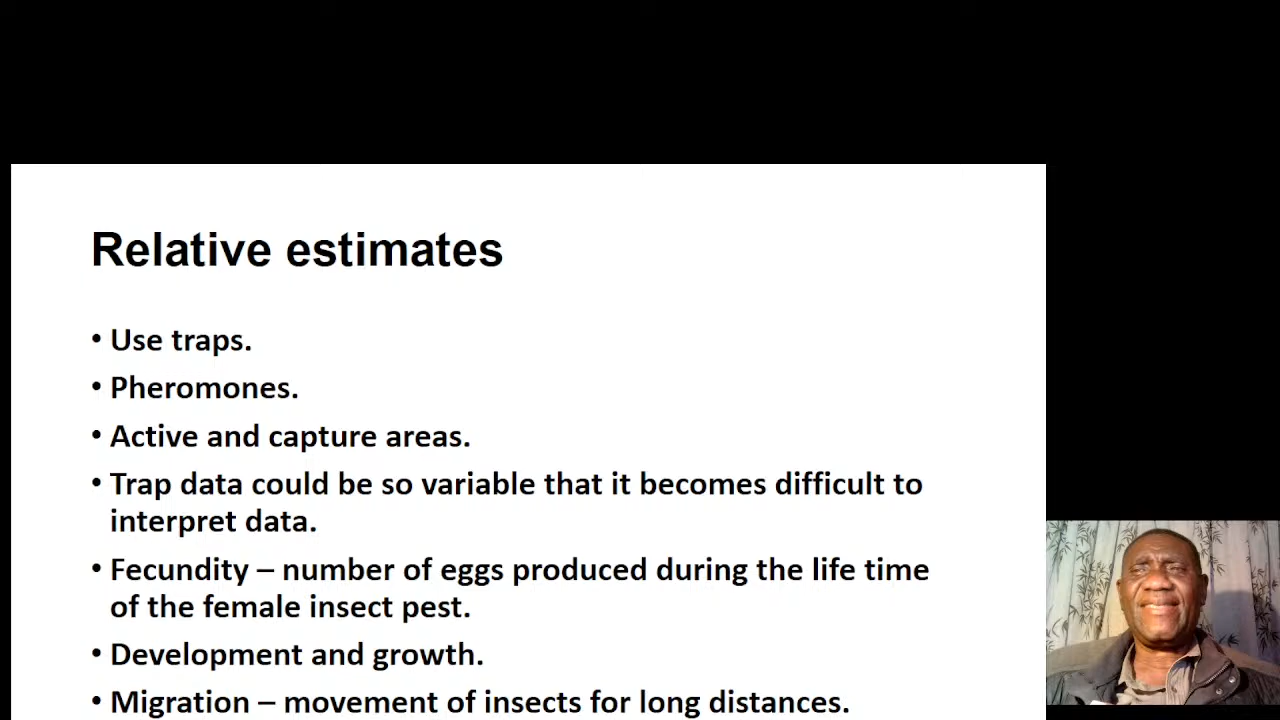 Relative estimates
• Use traps.
• Pheromones.
• Active and capture areas.
• Trap data could be so variable that it becomes difficult to
interpret data.
• Fecundity – number of eggs produced during the life time
of the female insect pest.
• Development and growth.
• Migration – movement of insects for long distances.